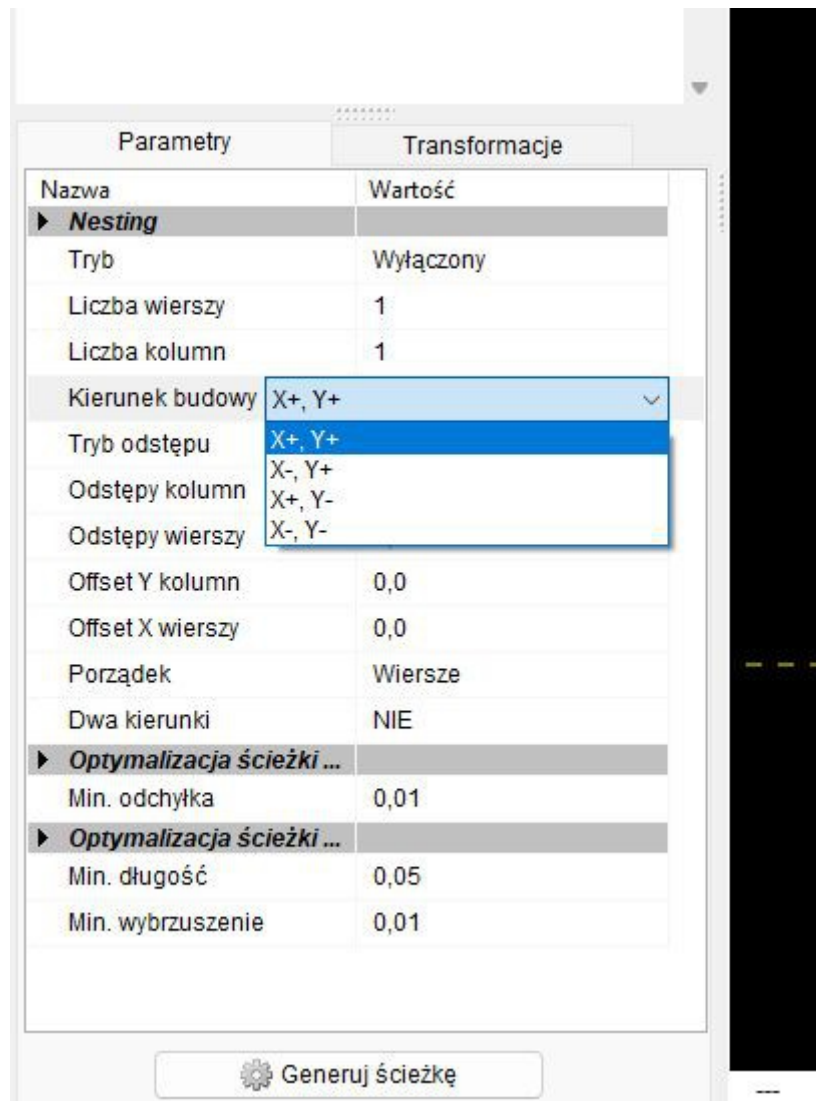 Parametry Transformacje
Nazwa Wartość
Nesting
Tryb Wyłączony
Liczba wierszy 1
Liczba kolumn 1
Kierunek budowy X+, Y+
Tryb odstępu X+, Y+
X-, Y+
Odstępy kolumn X+, Y-
Odstępy wierszy X-, Y-
Offset Y kolumn 0,0
Offset X wierszy 0,0
Porządek Wiersze
Dwa kierunki NIE
Optymalizacja ścieżki ...
Min. odchyłka 0,01
Optymalizacja ścieżki ...
Min. długość 0,05
Min. wybrzuszenie 0,01
Generuj ścieżkę
---